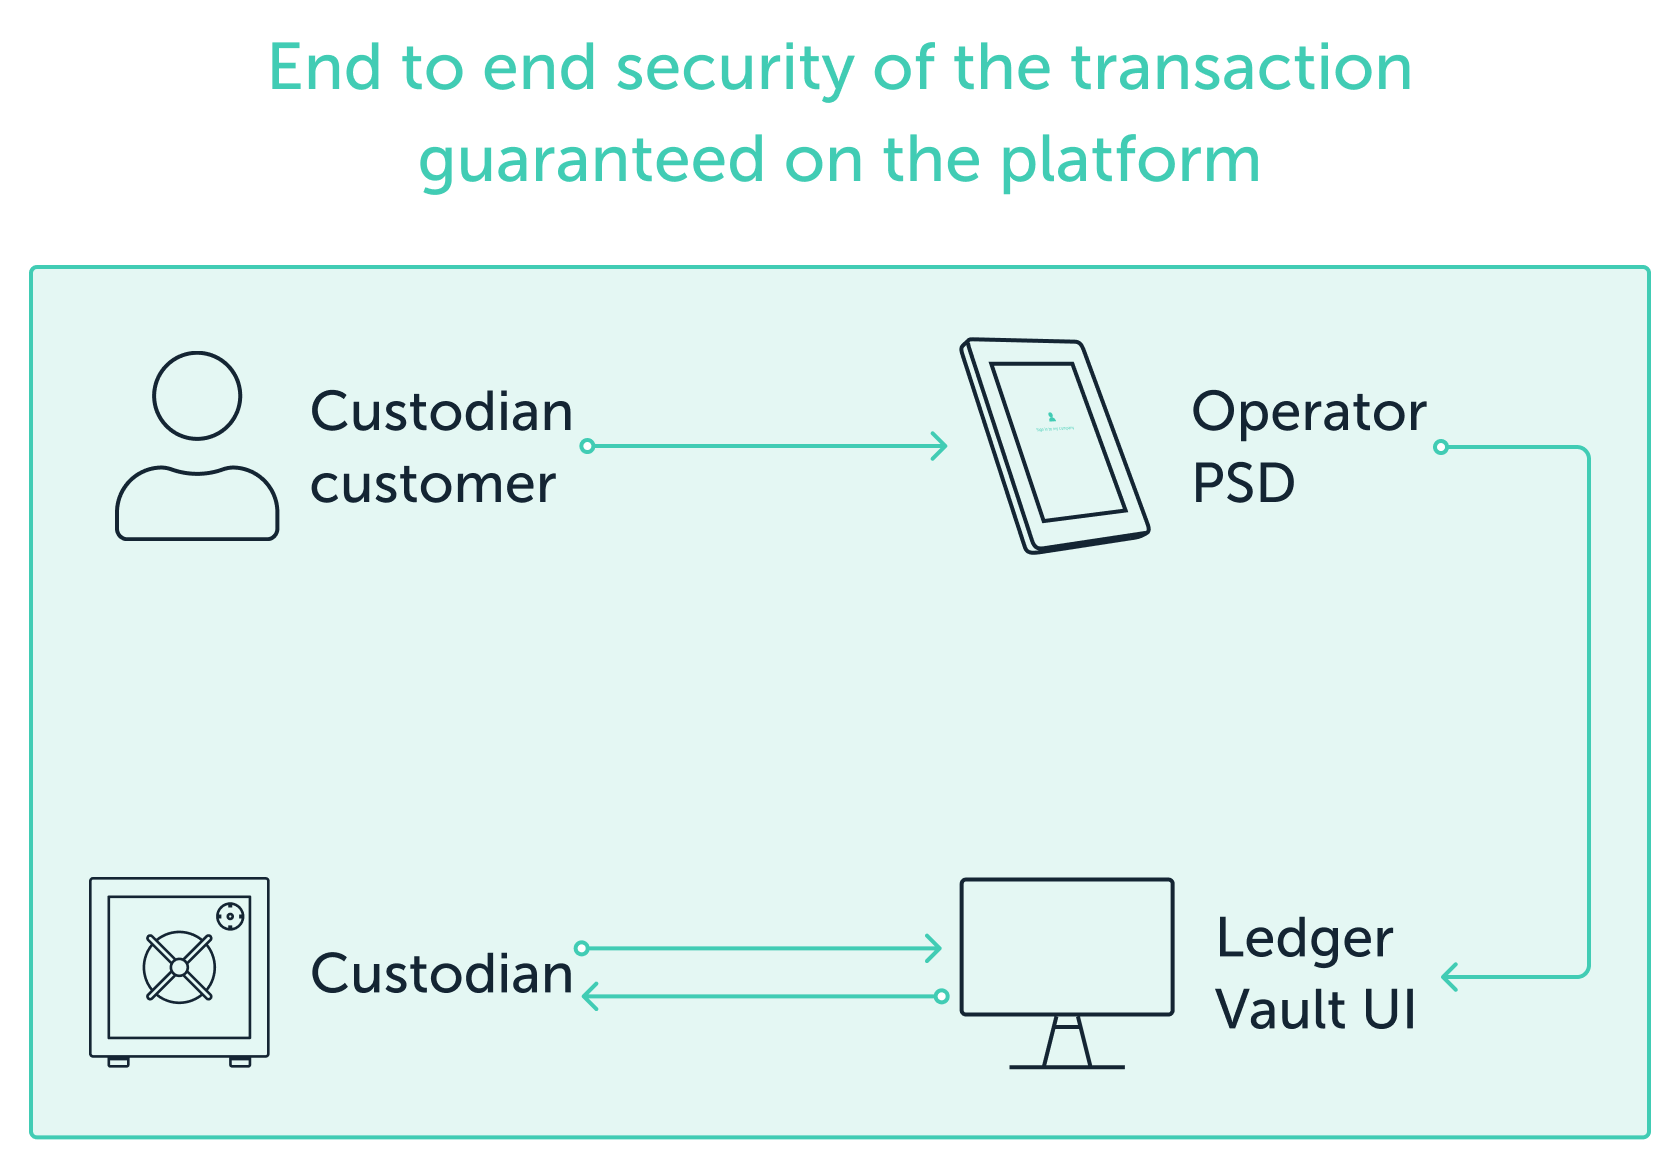 End to end security of the transaction
guaranteed on the platform
Custodian
customer
Operator
PSD
Custodian
Ledger
Vault UI